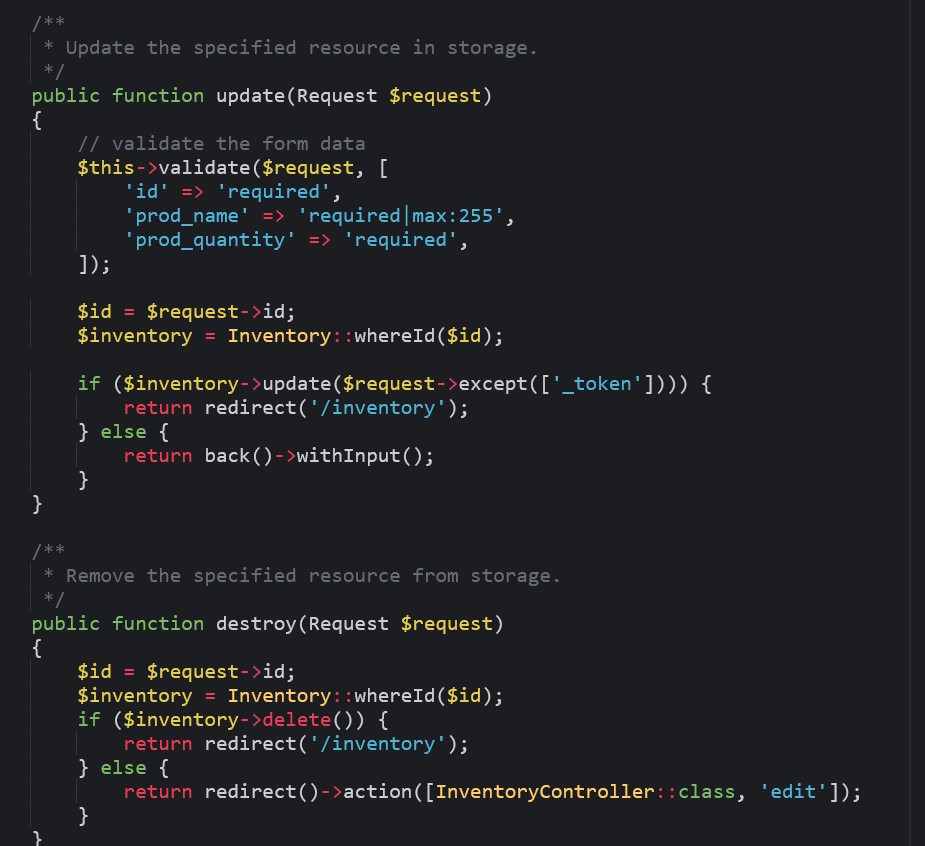 /**
 * Update the specified resource in storage.
 */
public function update(Request $request)
{
    // validate the form data
    $this->validate($request, [
        'id' => 'required',
        'prod_name' => 'required|max:255',
        'prod_quantity' => 'required',
    ]);

    $id = $request->id;
    $inventory = Inventory::whereId($id);

    if ($inventory->update($request->except(['_token']))) {
        return redirect('/inventory');
    } else {
        return back()->withInput();
    }
}

/**
 * Remove the specified resource from storage.
 */
public function destroy(Request $request)
{
    $id = $request->id;
    $inventory = Inventory::whereId($id);
    if ($inventory->delete()) {
        return redirect('/inventory');
    } else {
        return redirect()->action([InventoryController::class, 'edit']);
    }
}